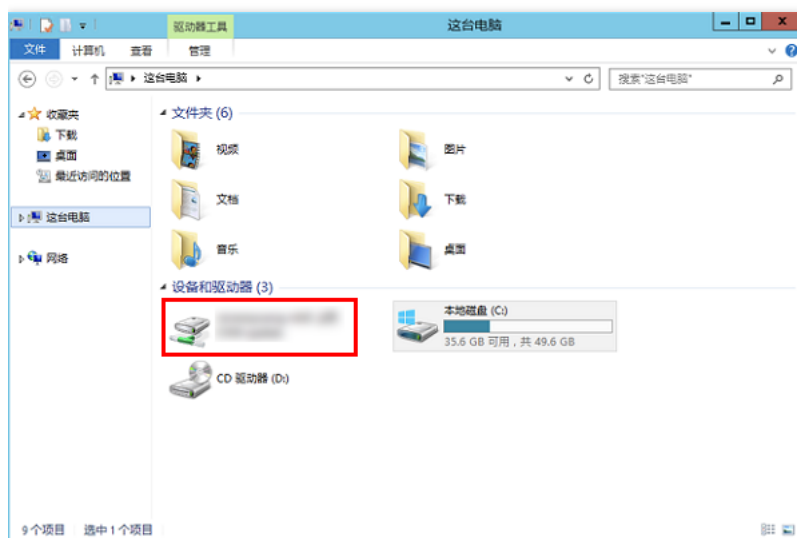 驱动器工具
这台电脑
文件 计算机 查看 管理
这台电脑
搜索"这台电脑"
收藏夹
下载
桌面
最近访问的位置
这台电脑
网络
文件夹 (6)
视频
图片
文档
下载
音乐
桌面
设备和驱动器 (3)
本地磁盘 (C:)
35.6 GB 可用，共 49.6 GB
CD 驱动器 (D:)
9 个项目 选中 1 个项目